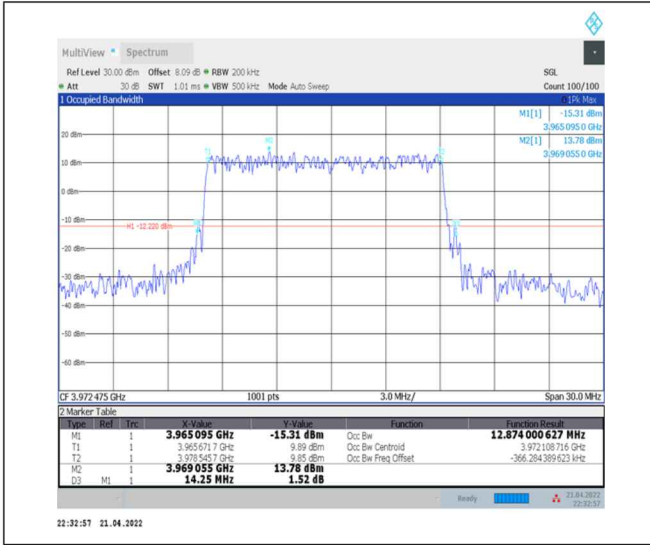 MultiView Spectrum
Ref Level 30.00 dBm Offset 8.09 dB RBW 200 kHz SGL
Att 30 dB SWT 1.01 ms VBW 500 kHz Mode Auto Sweep Count 100/100
1 Occupied Bandwidth 1Pk Max
M1[1] -15.31 dBm
3.965 095 0 GHz
M2[1] 13.78 dBm
3.969 055 0 GHz
20 dBm
10 dBm
0 dBm
-10 dBm
H1 -12.220 dBm
-20 dBm
-30 dBm
-40 dBm
-50 dBm
-60 dBm
CF 3.972 475 GHz 1001 pts 3.0 MHz/ Span 30.0 MHz
2 Marker Table
Type Ref Trc X-Value Y-Value Function Function Result
M1 1 3.965 095 GHz -15.31 dBm Occ Bw 12.874 000 627 MHz
T1 1 3.965 671 7 GHz 9.89 dBm Occ Bw Centroid 3.972 108 716 GHz
T2 1 3.978 545 7 GHz 9.85 dBm Occ Bw Freq Offset -366.284 389 623 kHz
M2 1 3.969 055 GHz 13.78 dBm
D3 M1 1 14.25 MHz 1.52 dB
Ready 21.04.2022
22:32:57
22:32:57 21.04.2022